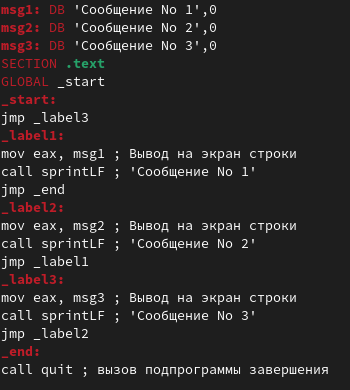 msg1: DB 'Сообщение No 1',0
msg2: DB 'Сообщение No 2',0
msg3: DB 'Сообщение No 3',0
SECTION .text
GLOBAL _start
_start:
jmp _label3
_label1:
mov eax, msg1 ; Вывод на экран строки
call sprintLF ; 'Сообщение No 1'
jmp _end
_label2:
mov eax, msg2 ; Вывод на экран строки
call sprintLF ; 'Сообщение No 2'
jmp _label1
_label3:
mov eax, msg3 ; Вывод на экран строки
call sprintLF ; 'Сообщение No 3'
jmp _label2
_end:
call quit ; вызов подпрограммы завершения